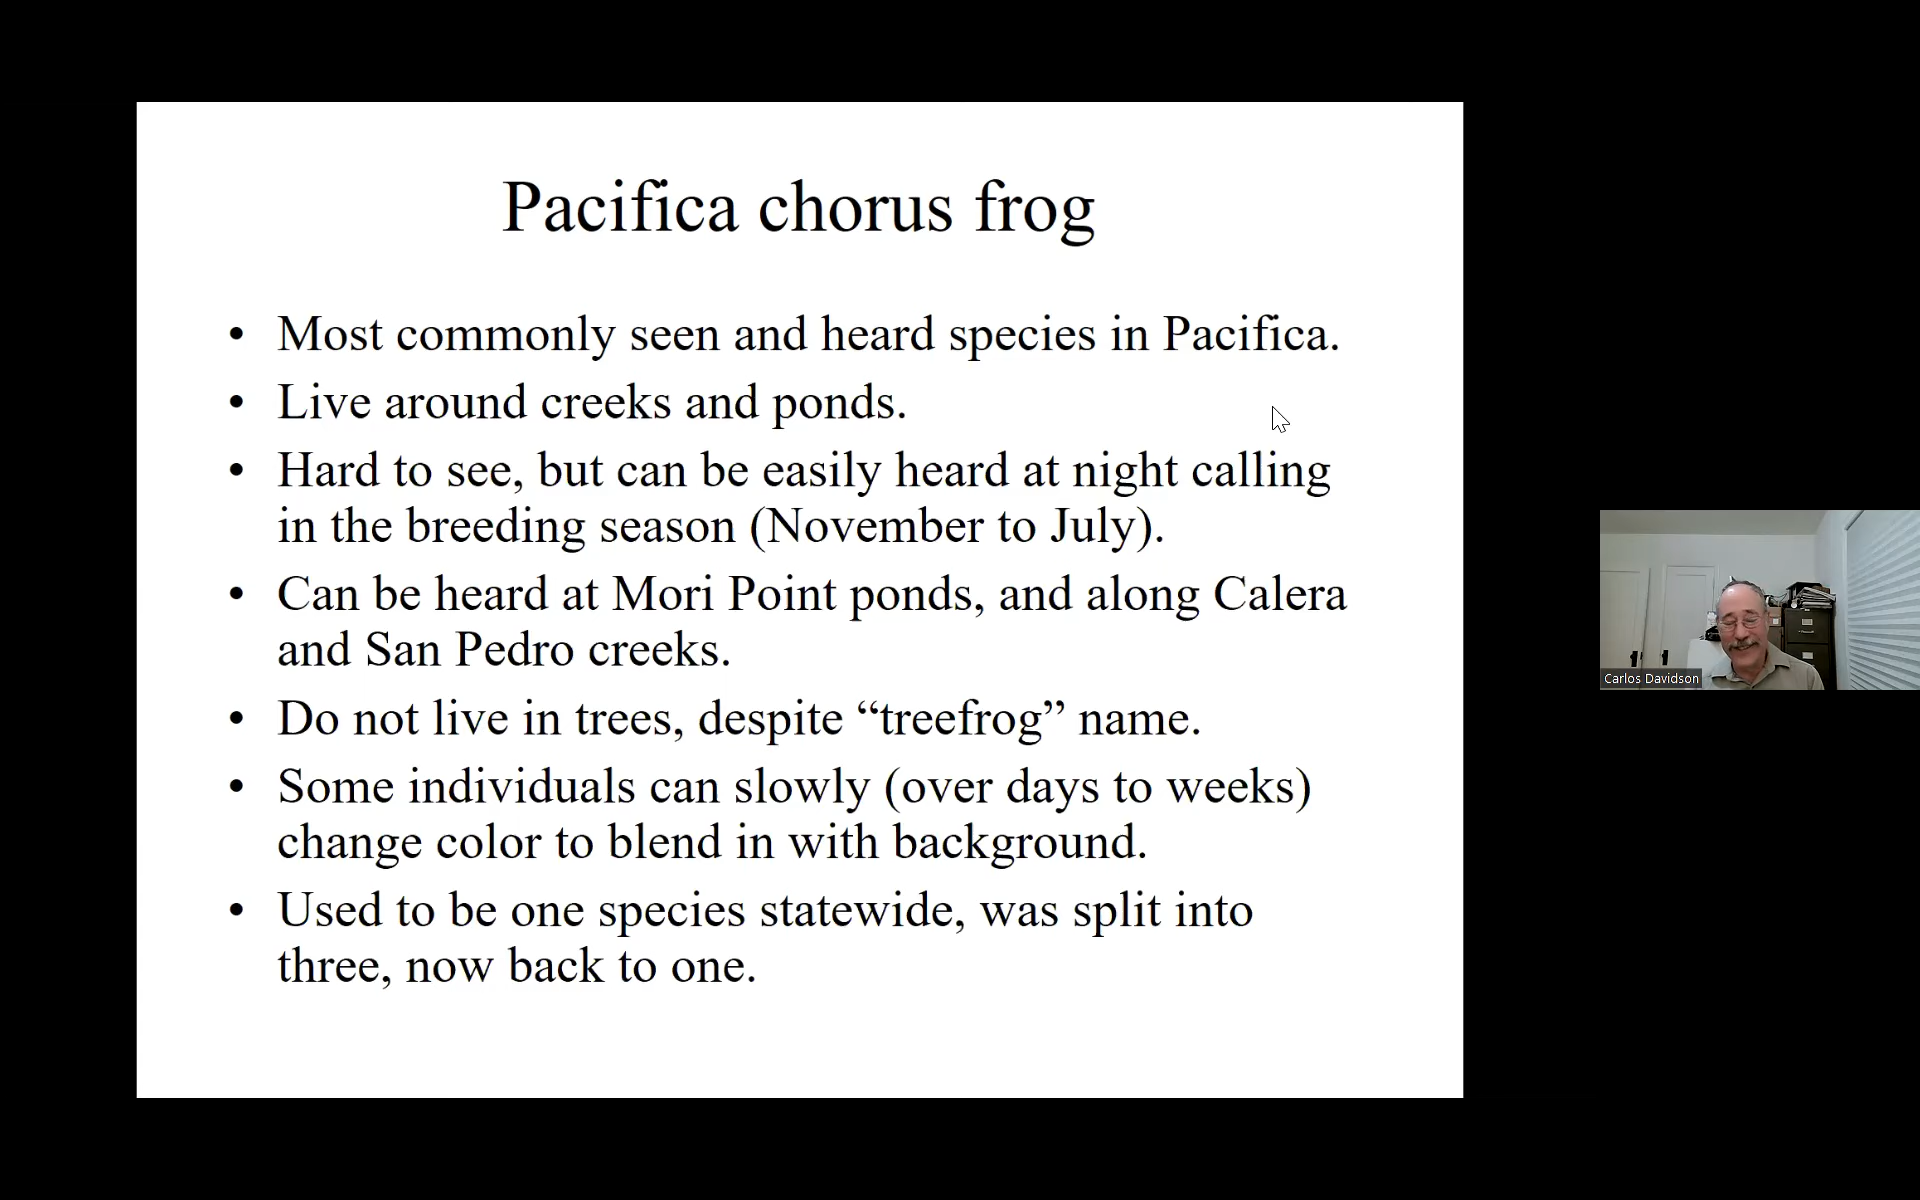 Pacifica chorus frog
• Most commonly seen and heard species in Pacifica.
• Live around creeks and ponds.
• Hard to see, but can be easily heard at night calling
in the breeding season (November to July).
• Can be heard at Mori Point ponds, and along Calera
and San Pedro creeks.
• Do not live in trees, despite “treefrog” name.
• Some individuals can slowly (over days to weeks)
change color to blend in with background.
• Used to be one species statewide, was split into
three, now back to one.
Carlos Davidson